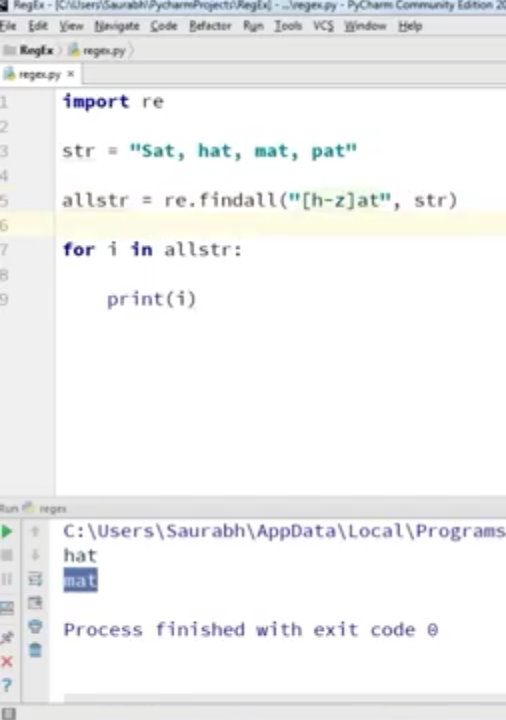 RegEx - [C:\Users\Saurabh\PycharmProjects\RegEx] - ...\regex.py - PyCharm Community Edition 20
File Edit View Navigate Code Refactor Run Tools VCS Window Help
RegEx regex.py
regex.py ×
1 import re
2
3 str = "Sat, hat, mat, pat"
4
5 allstr = re.findall("[h-z]at", str)
6
7 for i in allstr:
8
9 print(i)
Run regex
C:\Users\Saurabh\AppData\Local\Programs
hat
mat
Process finished with exit code 0